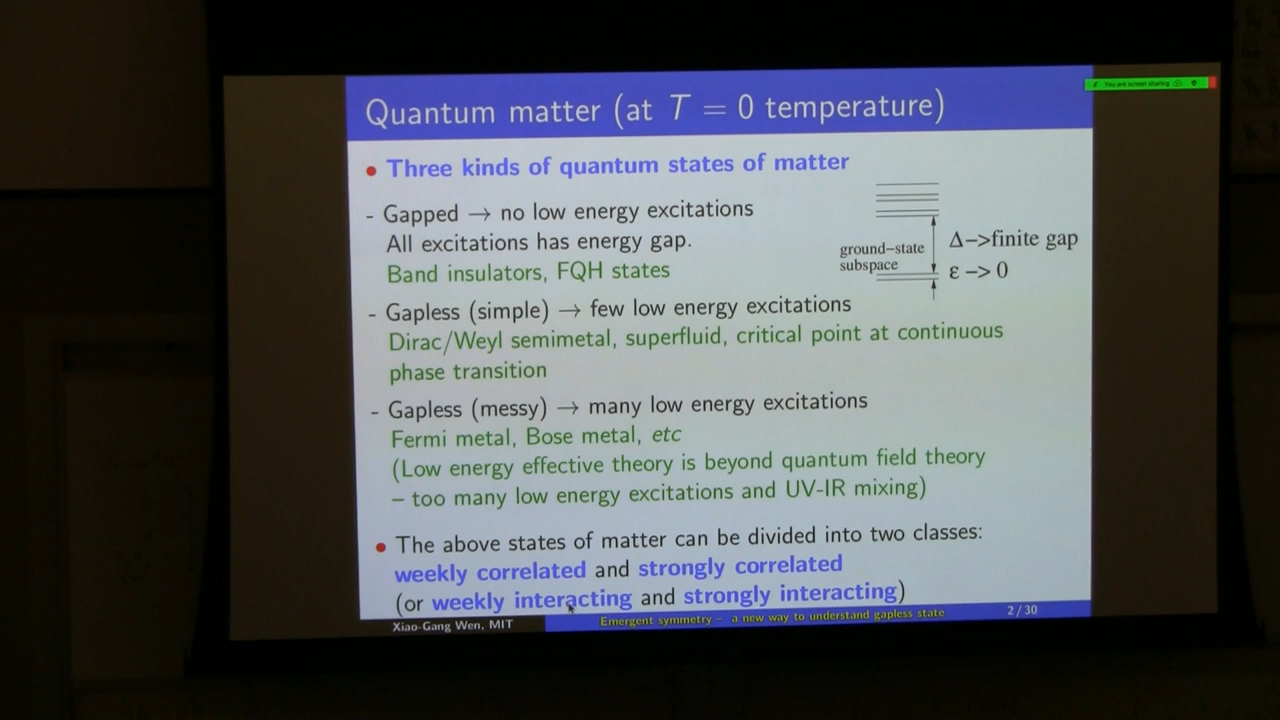 You are screen sharing
Quantum matter (at T = 0 temperature)
• Three kinds of quantum states of matter
- Gapped → no low energy excitations
All excitations has energy gap.
Band insulators, FQH states
ground–state
subspace
Δ–>finite gap
ε –> 0
- Gapless (simple) → few low energy excitations
Dirac/Weyl semimetal, superfluid, critical point at continuous
phase transition
- Gapless (messy) → many low energy excitations
Fermi metal, Bose metal, etc
(Low energy effective theory is beyond quantum field theory
– too many low energy excitations and UV-IR mixing)
• The above states of matter can be divided into two classes:
weekly correlated and strongly correlated
(or weekly interacting and strongly interacting)
Xiao-Gang Wen, MIT
Emergent symmetry – a new way to understand gapless state
2 / 30